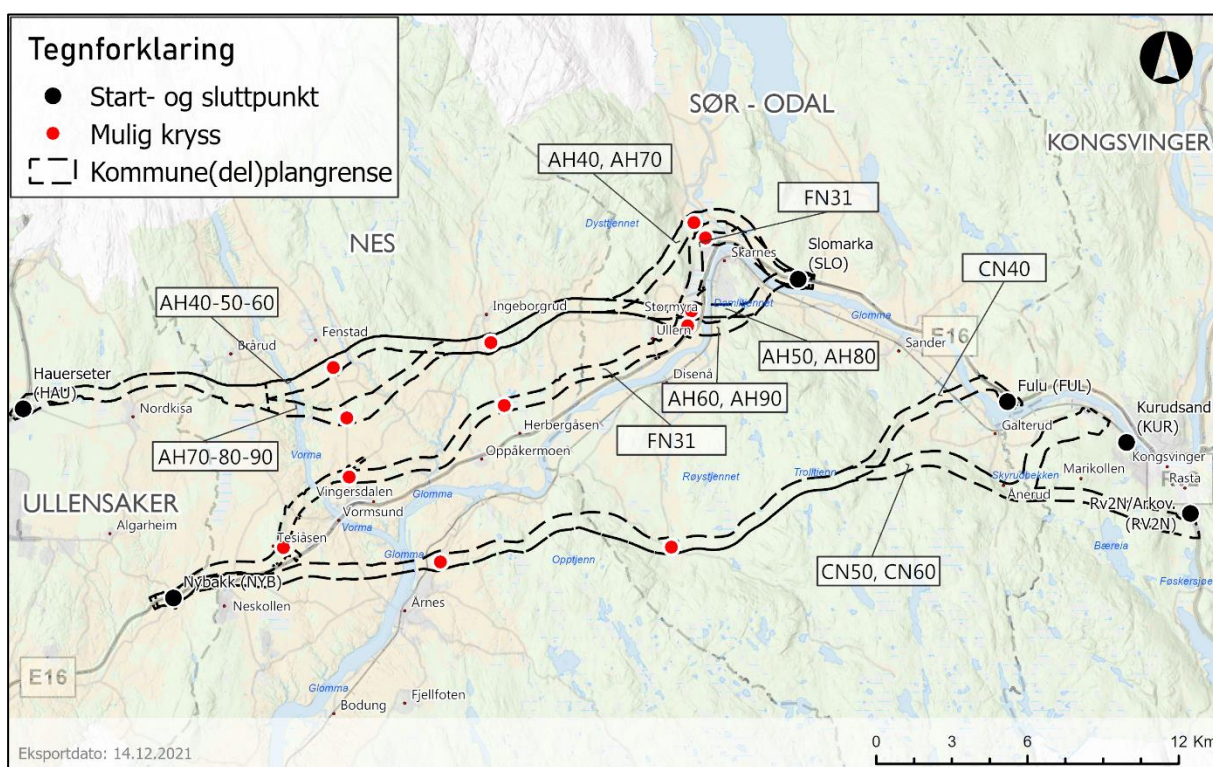 Tegnforklaring
Start- og sluttpunkt
Mulig kryss
Kommune(del)plangrense
SØR - ODAL
KONGSVINGER
AH40, AH70
FN31
Dysttjennet
NES
Skarnes
Slomarka
(SLO)
CN40
AH40-50-60
Ingeborgrud
Stormyra
Damltjennet
Fenstad
Ullern
Glomma
E16
Brårud
Sander
AH50, AH80
Hauerseter
(HAU)
Disenå
Fulu (FUL)
AH60, AH90
Kurudsand
(KUR)
Nordkisa
Herbergåsen
FN31
Galterud
AH70-80-90
Oppåkermoen
Kongsvinger
Vorma
Røystjennet
Trolltjenn
Skyrudbekken
Marikollen
Rasta
Vingersdalen
Glomma
Ånerud
ULLENSAKER
Vormsund
Rv2N/Arkov.
(RV2N)
Algarheim
Vorma
Tesiåsen
Bæreia
Glomma
Opptjenn
CN50, CN60
Nybakk (NYB)
Føskersjøe
Neskollen
Årnes
E16
Glomma
Fjellfoten
Bodung
Eksportdato: 14.12.2021
0 3 6 12 Km